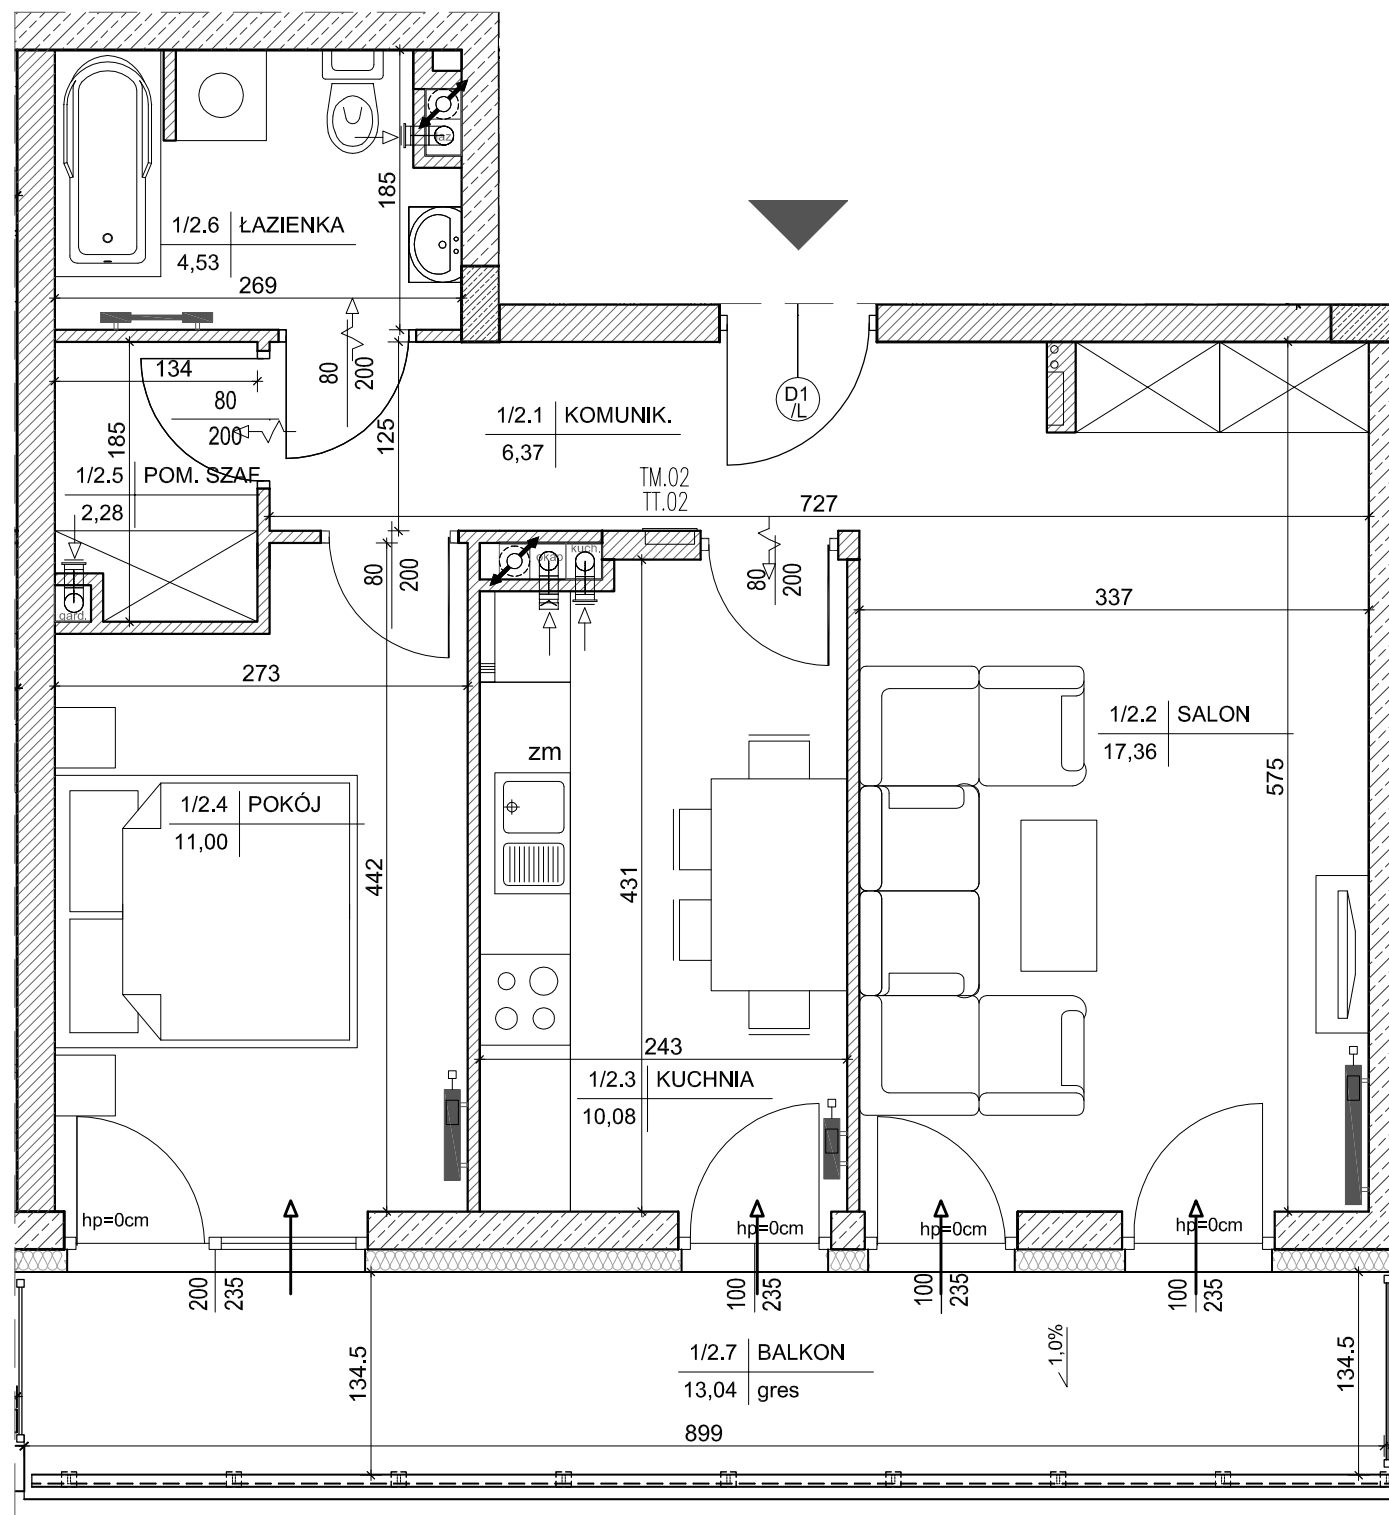 185
1/2.6 ŁAZIENKA
4,53
269
80
200
134
80
200
125
185
1/2.5 POM. SZAF
2,28
gard.
D1
/L
1/2.1 KOMUNIK.
6,37
TM.02
TT.02
727
80
200
okap
kuch.
80
200
337
273
1/2.2 SALON
17,36
575
zm
1/2.4 POKÓJ
11,00
442
431
243
1/2.3 KUCHNIA
10,08
hp=0cm
hp=0cm
hp=0cm
hp=0cm
200
235
100
235
100
235
100
235
134.5
1/2.7 BALKON
13,04 gres
1,0%
134.5
899